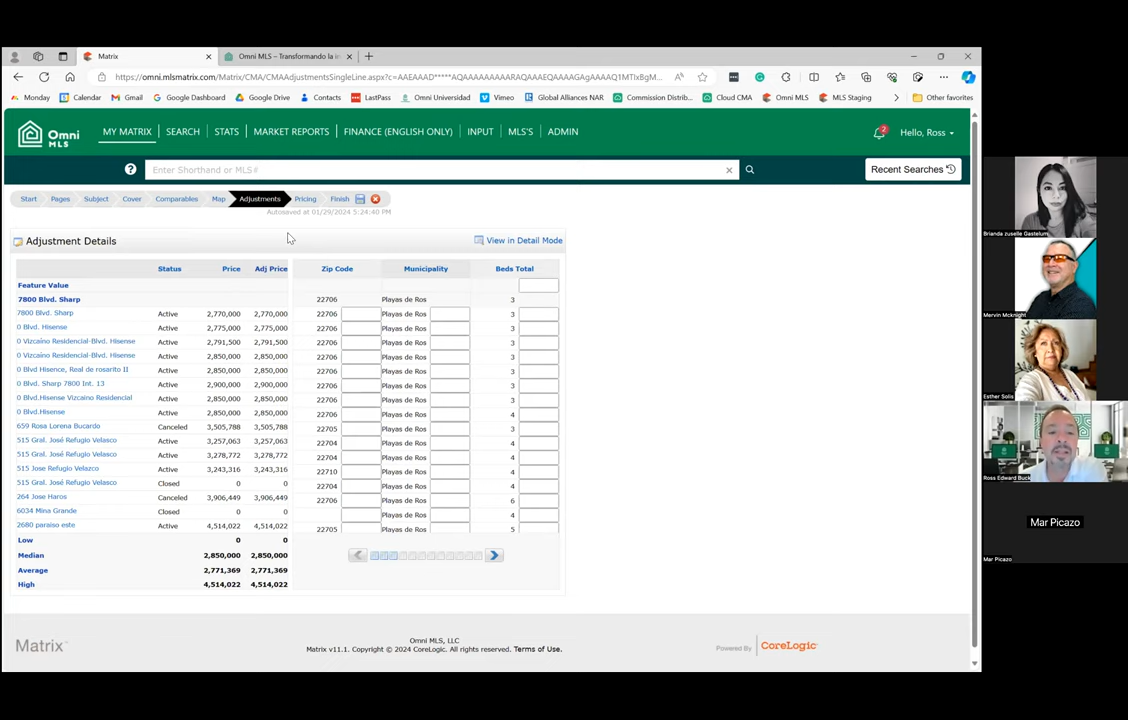 Matrix
Omni MLS – Transformando la i
https://omni.mlsmatrix.com/Matrix/CMA/CMAAdjustmentsSingleLine.aspx?c=AAEAAAD*****AQAAAAAAAAARAQAAAEQAAAAGAgAAAAQ1MTIx8gM...
Monday Calendar Gmail Google Dashboard Google Drive Contacts LastPass Omni Universidad Vimeo Global Alliances NAR Commission Distrib... Cloud CMA Omni MLS MLS Staging Other favorites
Omni MLS
MY MATRIX SEARCH STATS MARKET REPORTS FINANCE (ENGLISH ONLY) INPUT MLS'S ADMIN 2 Hello, Ross
Enter Shorthand or MLS# Recent Searches
Start Pages Subject Cover Comparables Map Adjustments Pricing Finish
Autosaved at 01/29/2024 5:24:40 PM
Adjustment Details View in Detail Mode
Status Price Adj Price Zip Code Municipality Beds Total
Feature Value
7800 Blvd. Sharp 22706 Playas de Ros 3
7800 Blvd. Sharp Active 2,770,000 2,770,000 22706 Playas de Ros 3
0 Blvd. Hisense Active 2,775,000 2,775,000 22706 Playas de Ros 3
0 Vizcaíno Residencial-Blvd. Hisense Active 2,791,500 2,791,500 22706 Playas de Ros 3
0 Vizcaíno Residencial-Blvd. Hisense Active 2,850,000 2,850,000 22706 Playas de Ros 3
0 Blvd Hisence, Real de rosarito II Active 2,850,000 2,850,000 22706 Playas de Ros 3
0 Blvd. Sharp 7800 Int. 13 Active 2,900,000 2,900,000 22706 Playas de Ros 3
0 Blvd.Hisense Vizcaino Residencial Active 2,850,000 2,850,000 22706 Playas de Ros 3
0 Blvd.Hisense Active 2,850,000 2,850,000 22706 Playas de Ros 4
659 Rosa Lorena Bucardo Canceled 3,505,788 3,505,788 22705 Playas de Ros 3
515 Gral. José Refugio Velasco Active 3,257,063 3,257,063 22704 Playas de Ros 4
515 Gral. José Refugio Velasco Active 3,278,772 3,278,772 22704 Playas de Ros 4
515 Jose Refugio Velazco Active 3,243,316 3,243,316 22710 Playas de Ros 4
515 Gral. José Refugio Velasco Closed 0 0 22704 Playas de Ros 4
264 Jose Haros Canceled 3,906,449 3,906,449 22706 Playas de Ros 6
6034 Mina Grande Closed 0 0 Playas de Ros 4
2680 paraiso este Active 4,514,022 4,514,022 22705 Playas de Ros 5
Low 0 0
Median 2,850,000 2,850,000
Average 2,771,369 2,771,369
High 4,514,022 4,514,022
Matrix
Omni MLS, LLC
Matrix v11.1. Copyright © 2024 CoreLogic. All rights reserved. Terms of Use.
Powered By CoreLogic
Brianda zuselle Gastelum
Mervin Mcknight
Esther Solis
Ross Edward Buck
Mar Picazo
Mar Picazo